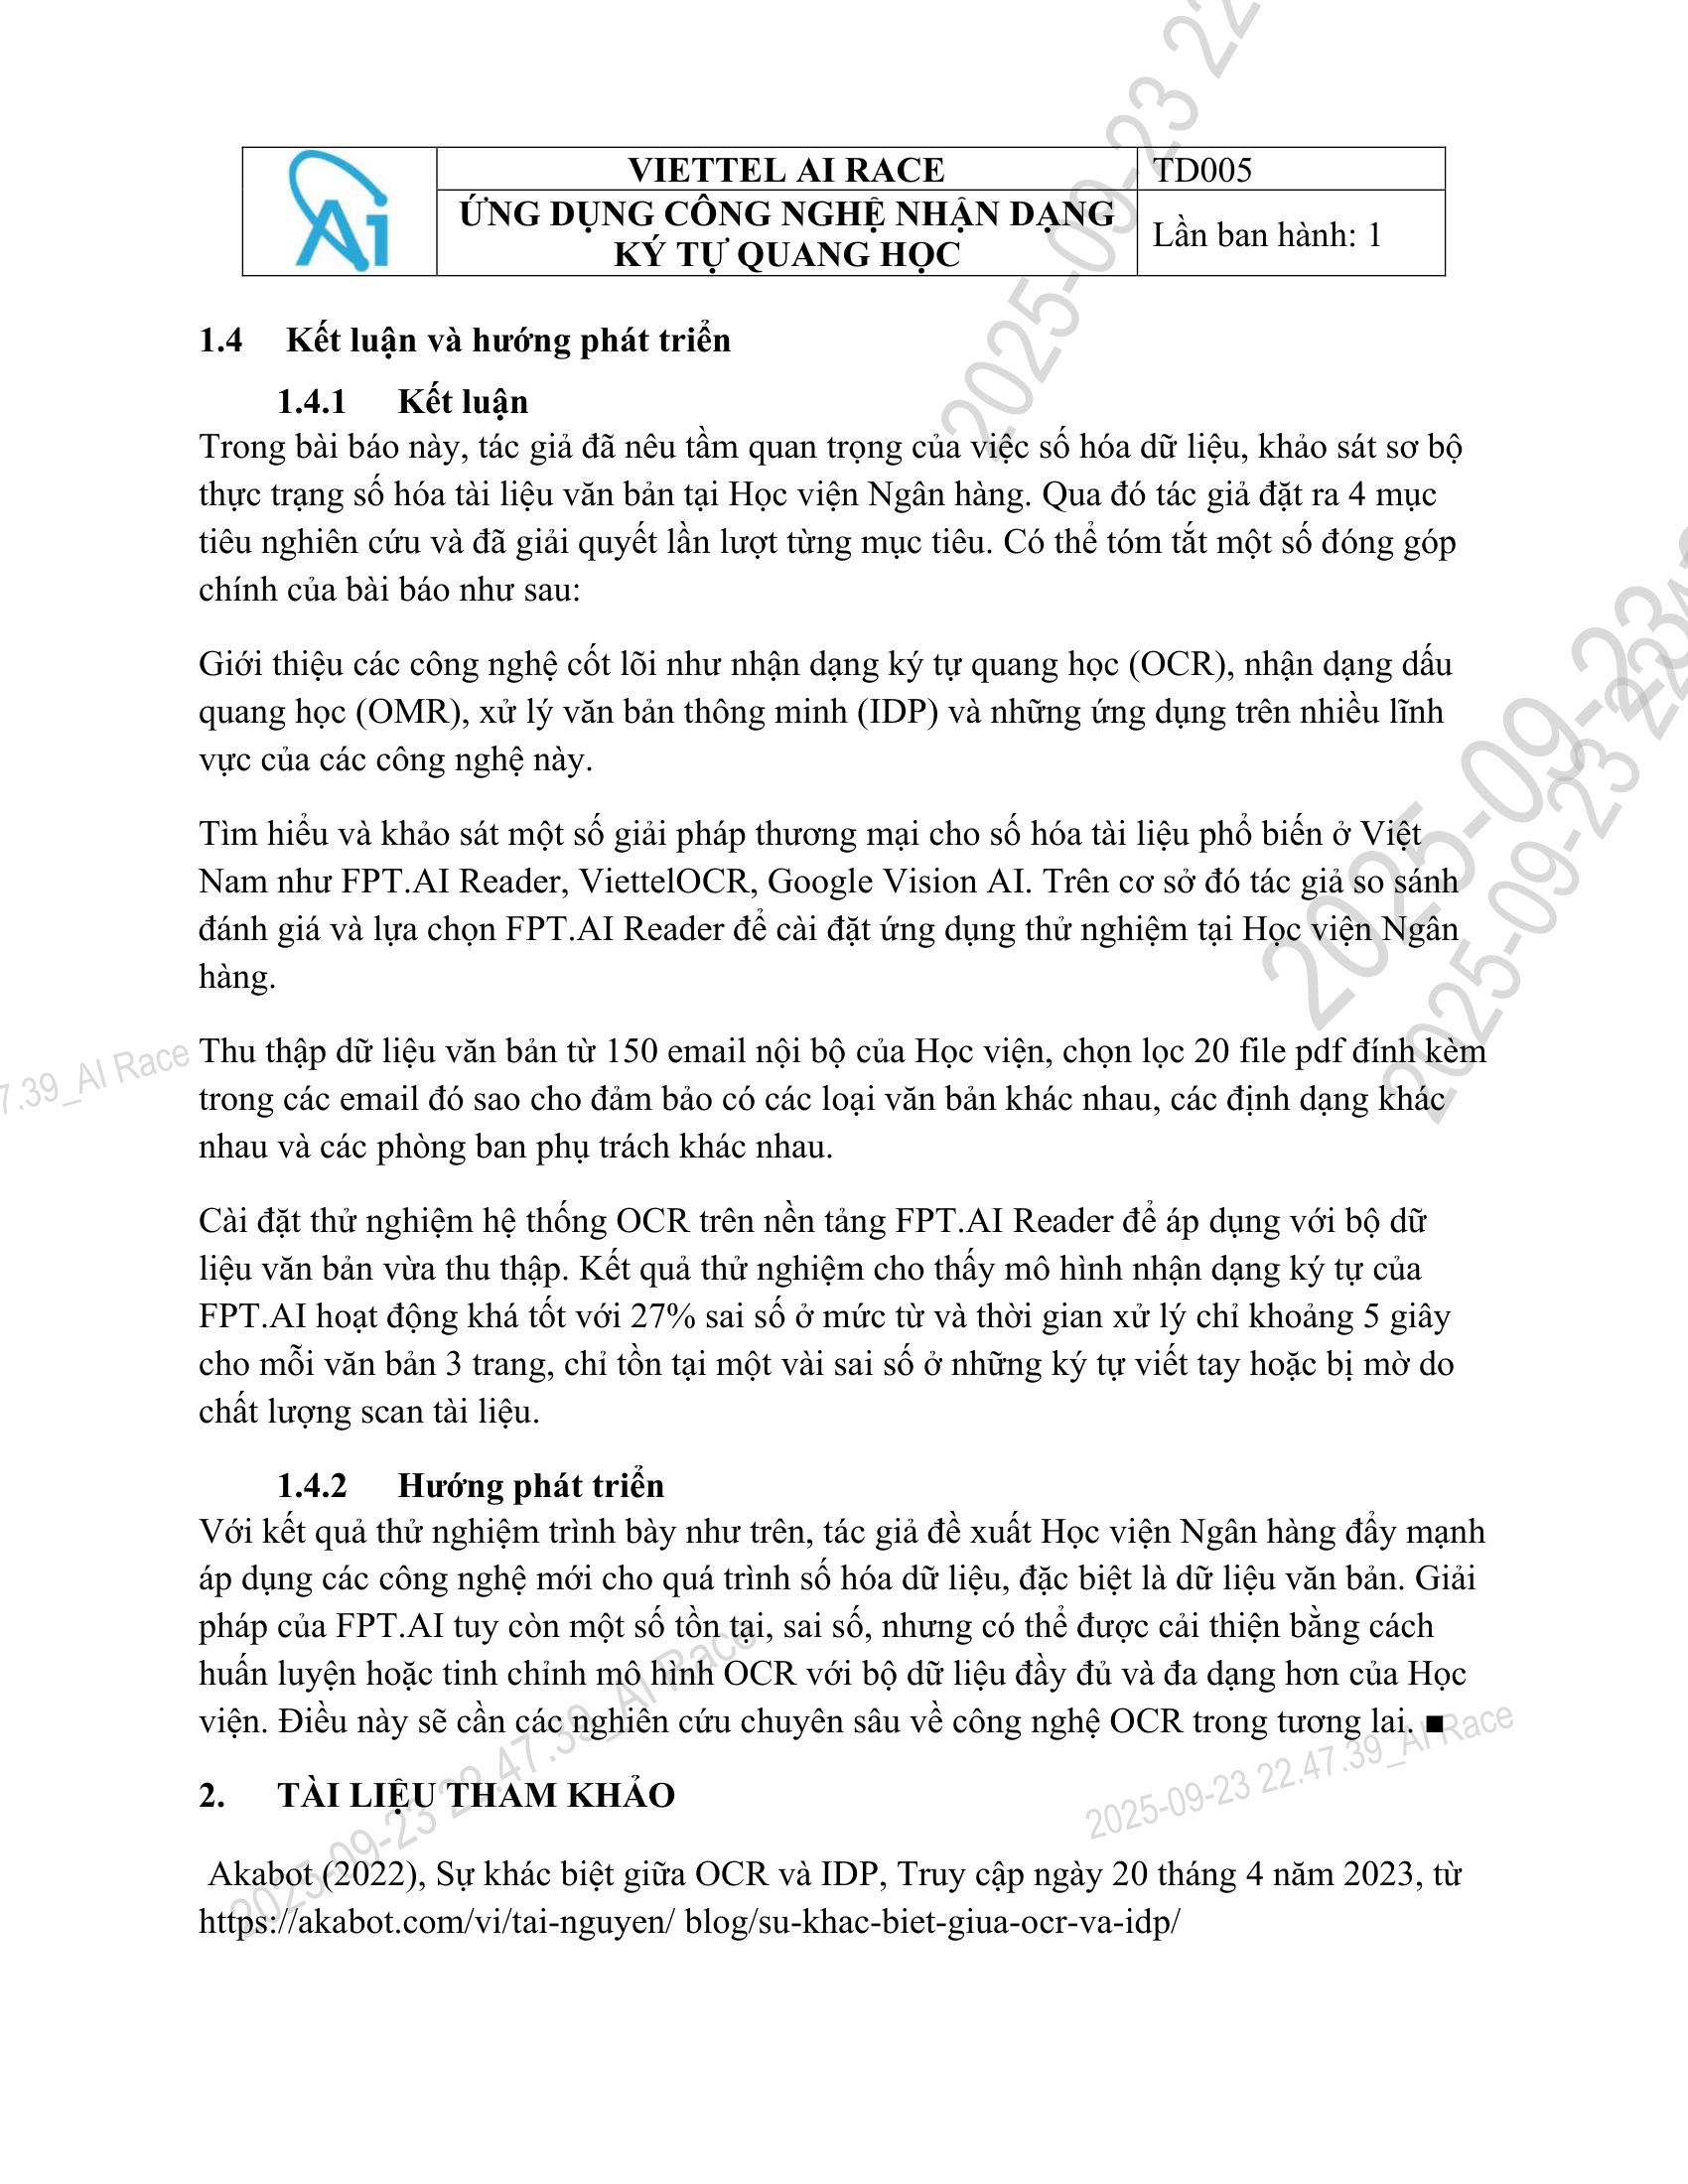 Ai
VIETTEL AI RACE
TD005
ỨNG DỤNG CÔNG NGHỆ NHẬN DẠNG
KÝ TỰ QUANG HỌC
Lần ban hành: 1
1.4 Kết luận và hướng phát triển
1.4.1 Kết luận
Trong bài báo này, tác giả đã nêu tầm quan trọng của việc số hóa dữ liệu, khảo sát sơ bộ
thực trạng số hóa tài liệu văn bản tại Học viện Ngân hàng. Qua đó tác giả đặt ra 4 mục
tiêu nghiên cứu và đã giải quyết lần lượt từng mục tiêu. Có thể tóm tắt một số đóng góp
chính của bài báo như sau:
Giới thiệu các công nghệ cốt lõi như nhận dạng ký tự quang học (OCR), nhận dạng dấu
quang học (OMR), xử lý văn bản thông minh (IDP) và những ứng dụng trên nhiều lĩnh
vực của các công nghệ này.
Tìm hiểu và khảo sát một số giải pháp thương mại cho số hóa tài liệu phổ biến ở Việt
Nam như FPT.AI Reader, ViettelOCR, Google Vision AI. Trên cơ sở đó tác giả so sánh
đánh giá và lựa chọn FPT.AI Reader để cài đặt ứng dụng thử nghiệm tại Học viện Ngân
hàng.
Thu thập dữ liệu văn bản từ 150 email nội bộ của Học viện, chọn lọc 20 file pdf đính kèm
trong các email đó sao cho đảm bảo có các loại văn bản khác nhau, các định dạng khác
nhau và các phòng ban phụ trách khác nhau.
Cài đặt thử nghiệm hệ thống OCR trên nền tảng FPT.AI Reader để áp dụng với bộ dữ
liệu văn bản vừa thu thập. Kết quả thử nghiệm cho thấy mô hình nhận dạng ký tự của
FPT.AI hoạt động khá tốt với 27% sai số ở mức từ và thời gian xử lý chỉ khoảng 5 giây
cho mỗi văn bản 3 trang, chỉ tồn tại một vài sai số ở những ký tự viết tay hoặc bị mờ do
chất lượng scan tài liệu.
1.4.2 Hướng phát triển
Với kết quả thử nghiệm trình bày như trên, tác giả đề xuất Học viện Ngân hàng đẩy mạnh
áp dụng các công nghệ mới cho quá trình số hóa dữ liệu, đặc biệt là dữ liệu văn bản. Giải
pháp của FPT.AI tuy còn một số tồn tại, sai số, nhưng có thể được cải thiện bằng cách
huấn luyện hoặc tinh chỉnh mô hình OCR với bộ dữ liệu đầy đủ và đa dạng hơn của Học
viện. Điều này sẽ cần các nghiên cứu chuyên sâu về công nghệ OCR trong tương lai. ■
2. TÀI LIỆU THAM KHẢO
Akabot (2022), Sự khác biệt giữa OCR và IDP, Truy cập ngày 20 tháng 4 năm 2023, từ
https://akabot.com/vi/tai-nguyen/ blog/su-khac-biet-giua-ocr-va-idp/
2025-09-23 22
2025-09-23
2025-09-23 22
7.39_AI Race
2025-09-23 22.47.39_AI Race
2025-09-23 22.47.39_AI Race